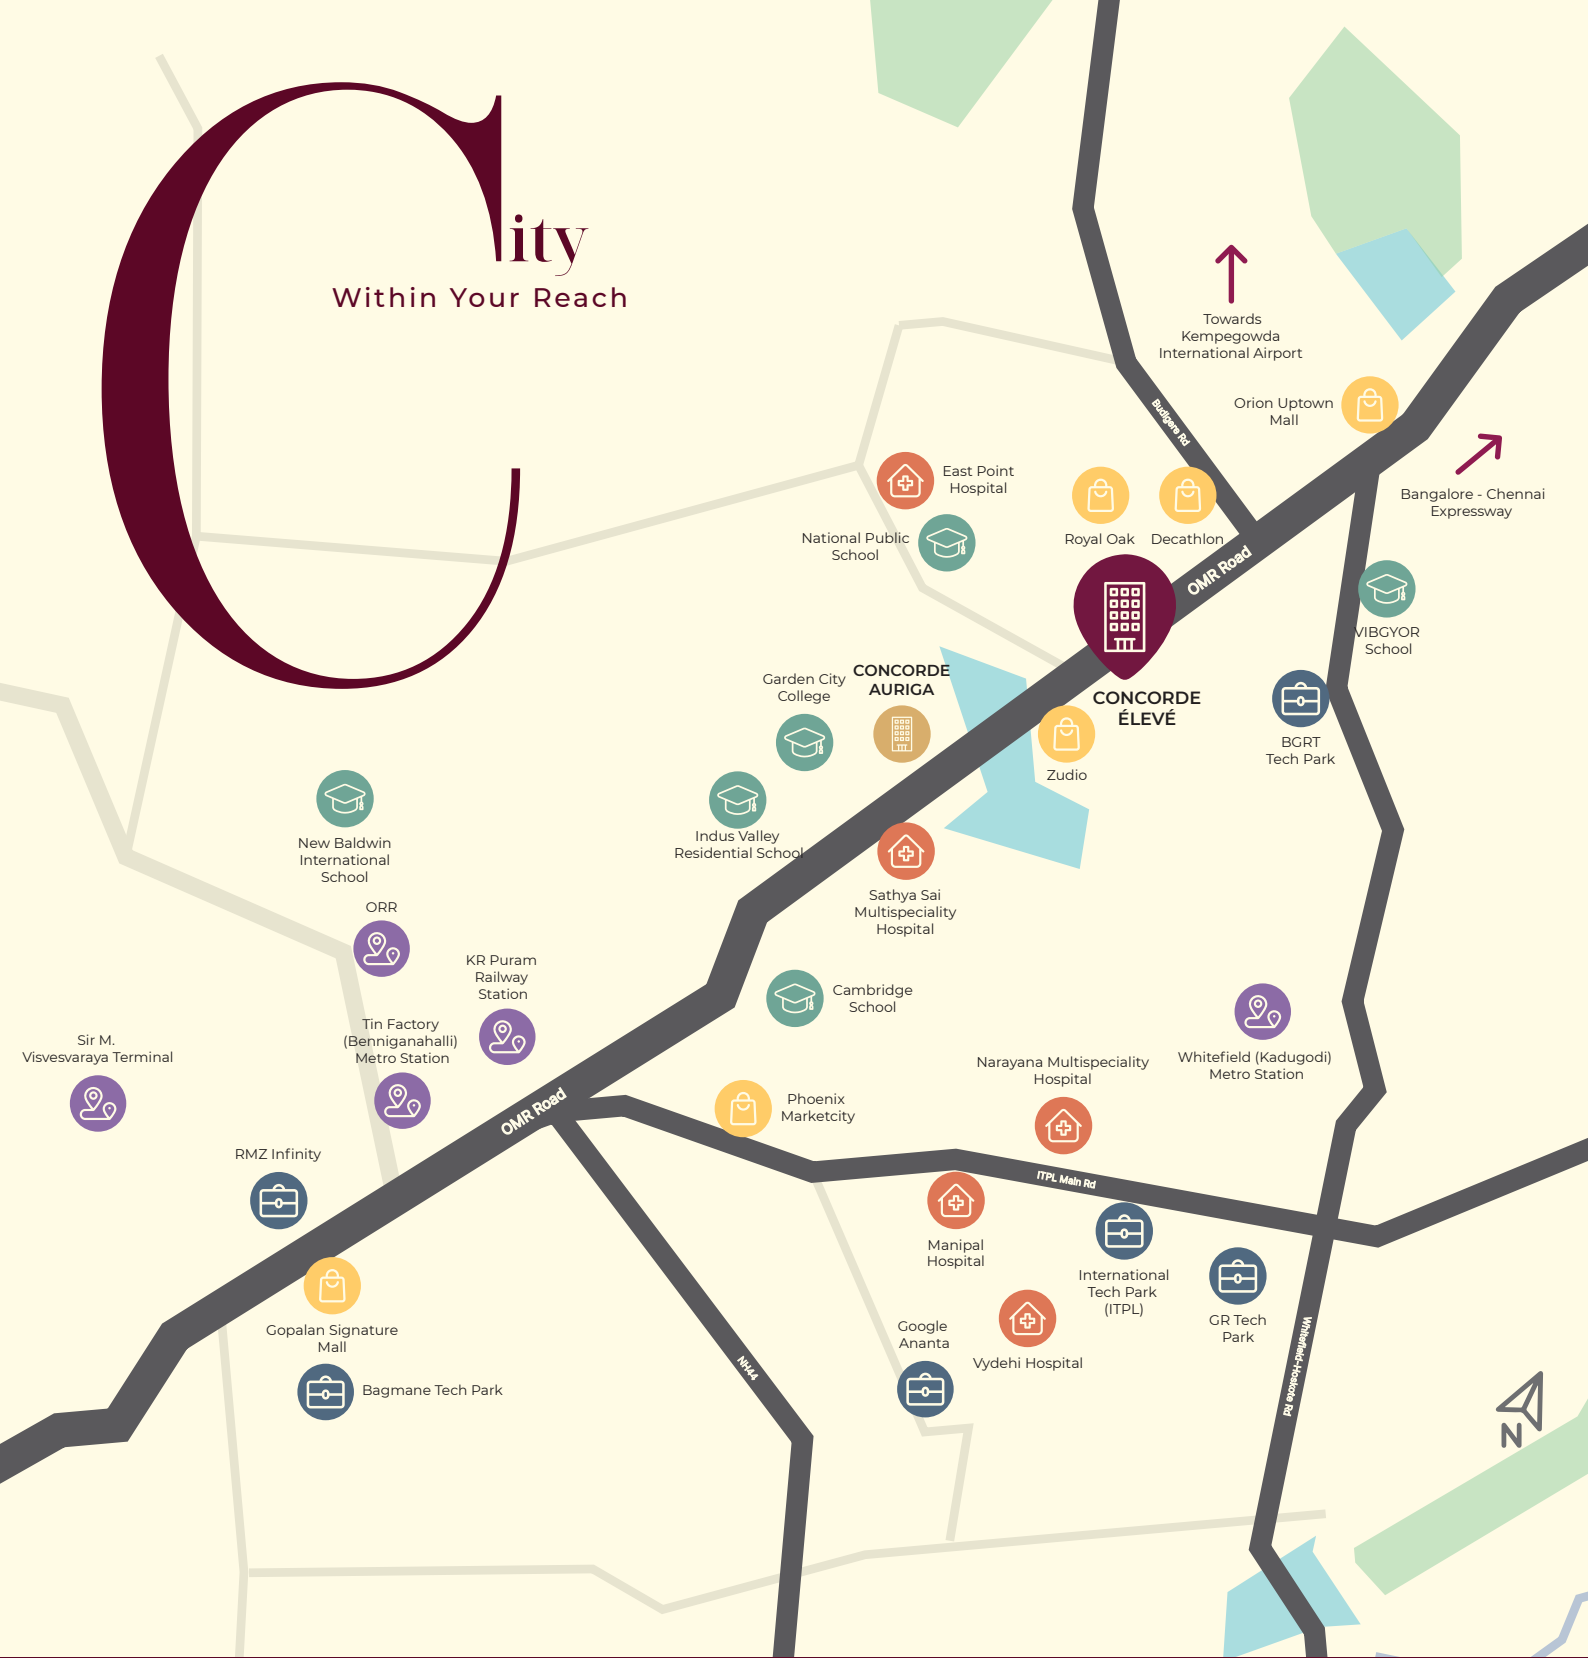 City
Within Your Reach
Towards
Kempegowda
International Airport
Orion Uptown
Mall
Budigere Rd
Bangalore - Chennai
Expressway
East Point
Hospital
National Public
School
Royal Oak
Decathlon
OMR Road
VIBGYOR
School
CONCORDE
ÉLEVÉ
BGRT
Tech Park
Garden City
College
CONCORDE
AURIGA
Zudio
Indus Valley
Residential School
Sathya Sai
Multispeciality
Hospital
New Baldwin
International
School
ORR
KR Puram
Railway
Station
Tin Factory
(Benniganahalli)
Metro Station
Sir M.
Visvesvaraya Terminal
Cambridge
School
Whitefield (Kadugodi)
Metro Station
Narayana Multispeciality
Hospital
Phoenix
Marketcity
OMR Road
RMZ Infinity
ITPL Main Rd
Manipal
Hospital
International
Tech Park
(ITPL)
GR Tech
Park
Gopalan Signature
Mall
Google
Ananta
Vydehi Hospital
Bagmane Tech Park
NH44
Whitefield-Hoskote Rd
N